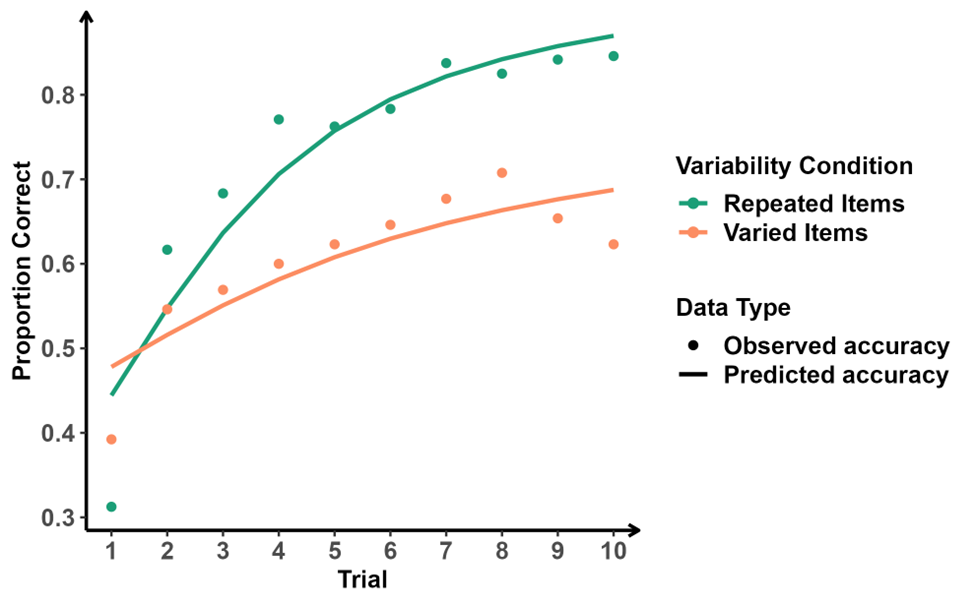 Proportion Correct
0.8
0.7
0.6
0.5
0.4
0.3
1 2 3 4 5 6 7 8 9 10
Trial
Variability Condition
Repeated Items
Varied Items
Data Type
Observed accuracy
Predicted accuracy